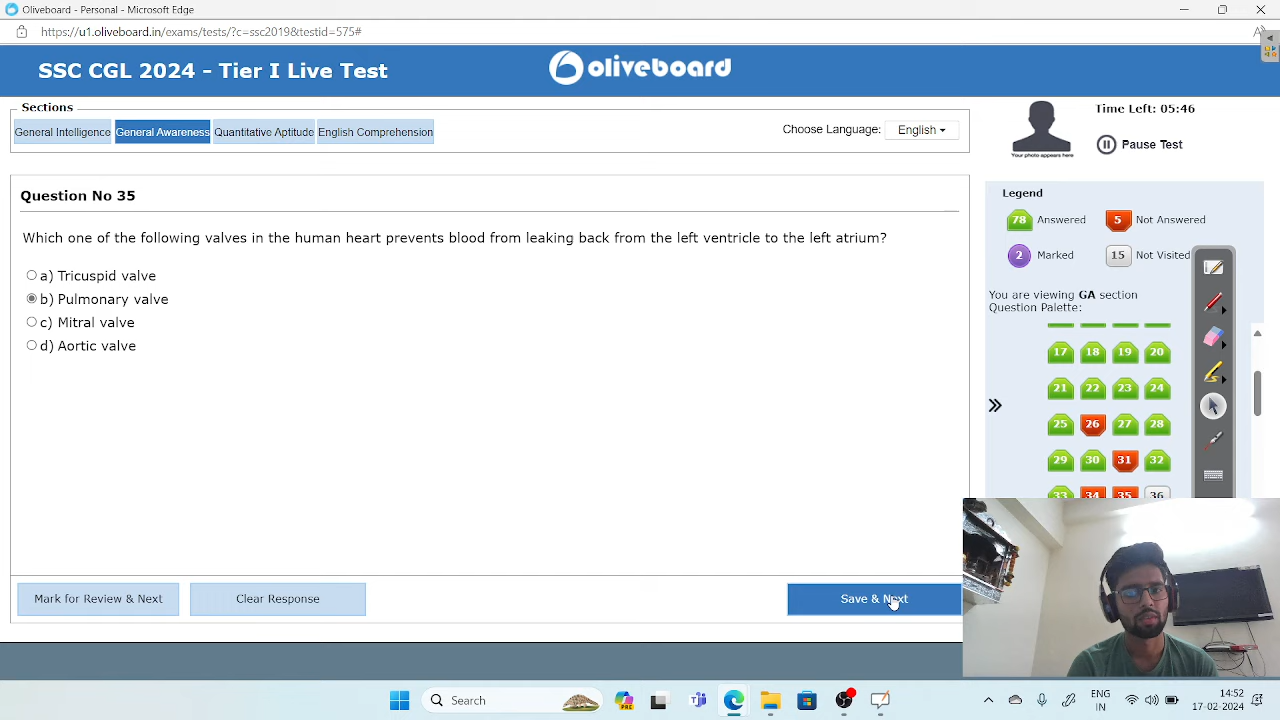 Oliveboard - Personal - Microsoft Edge
https://u1.oliveboard.in/exams/tests/?c=ssc2019&testid=575#
SSC CGL 2024 - Tier I Live Test
oliveboard
Sections
General Intelligence
General Awareness
Quantitative Aptitude
English Comprehension
Choose Language:
English
Your photo appears here
Time Left: 05:46
Pause Test
Question No 35
Which one of the following valves in the human heart prevents blood from leaking back from the left ventricle to the left atrium?
a) Tricuspid valve
b) Pulmonary valve
c) Mitral valve
d) Aortic valve
Legend
78 Answered
5 Not Answered
2 Marked
15 Not Visited
You are viewing GA section
Question Palette:
17 18 19 20
21 22 23 24
25 26 27 28
29 30 31 32
33 34 35 36
Mark for Review & Next
Clear Response
Save & Next
Search
PRE
ENG
IN
14:52
17-02-2024